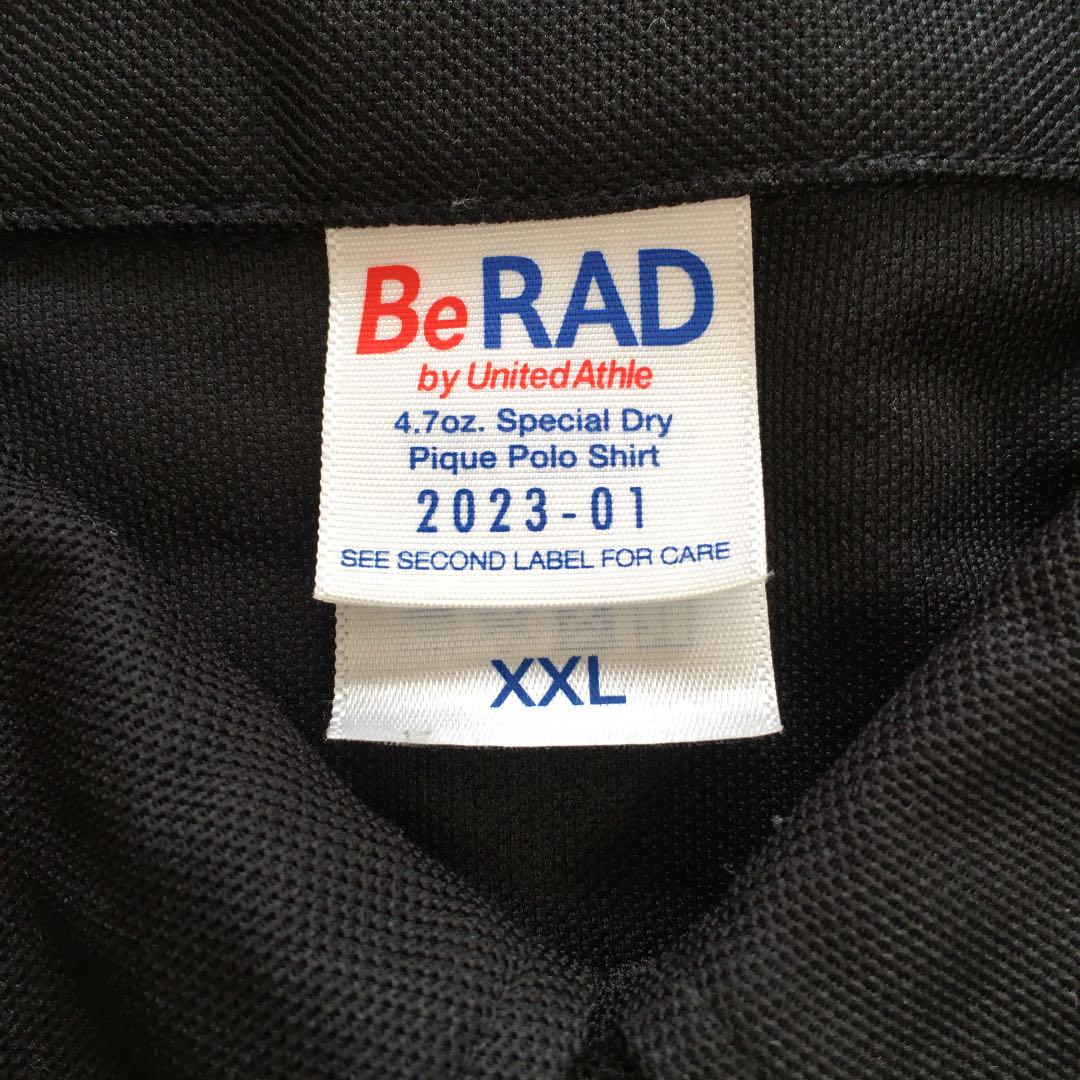 BeRAD
by United Athle
4.7oz. Special Dry
Pique Polo Shirt
2023-01
SEE SECOND LABEL FOR CARE
XXL